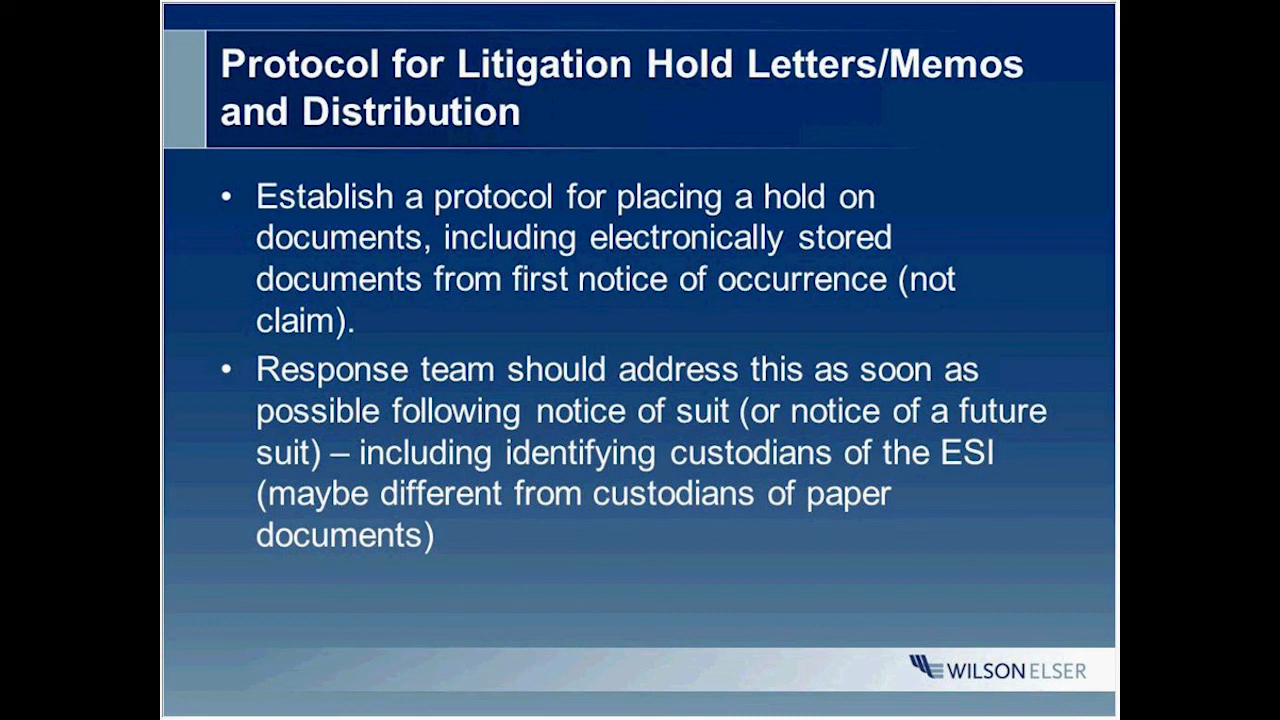 Protocol for Litigation Hold Letters/Memos
and Distribution
• Establish a protocol for placing a hold on
documents, including electronically stored
documents from first notice of occurrence (not
claim).
• Response team should address this as soon as
possible following notice of suit (or notice of a future
suit) – including identifying custodians of the ESI
(maybe different from custodians of paper
documents)
WILSON ELSER